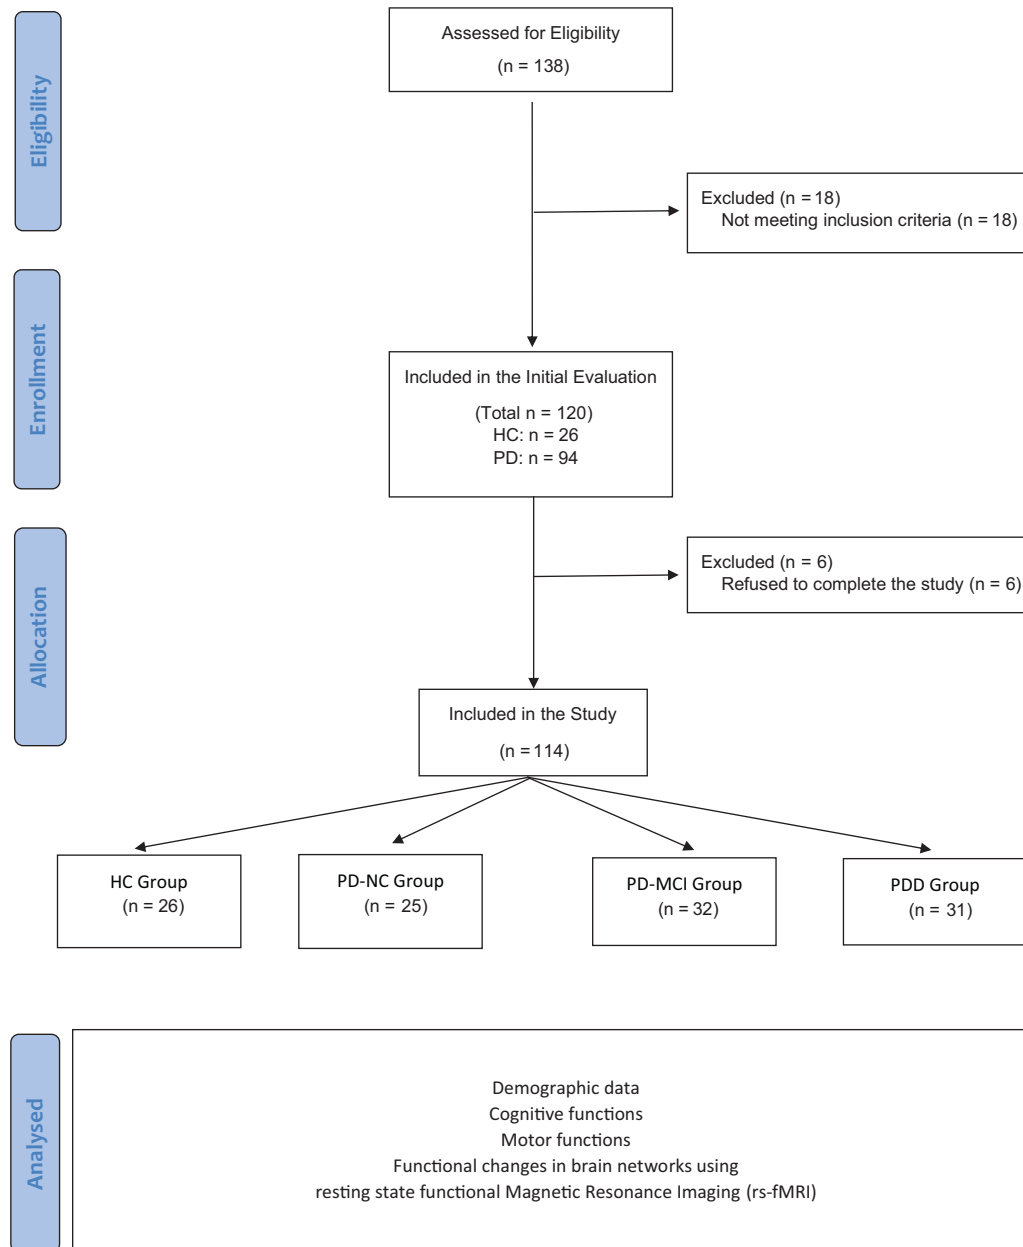 Eligibility
Assessed for Eligibility
(n = 138)
Excluded (n = 18)
Not meeting inclusion criteria (n = 18)
Enrollment
Included in the Initial Evaluation
(Total n = 120)
HC: n = 26
PD: n = 94
Allocation
Excluded (n = 6)
Refused to complete the study (n = 6)
Included in the Study
(n = 114)
HC Group
(n = 26)
PD-NC Group
(n = 25)
PD-MCI Group
(n = 32)
PDD Group
(n = 31)
Analysed
Demographic data
Cognitive functions
Motor functions
Functional changes in brain networks using
resting state functional Magnetic Resonance Imaging (rs-fMRI)